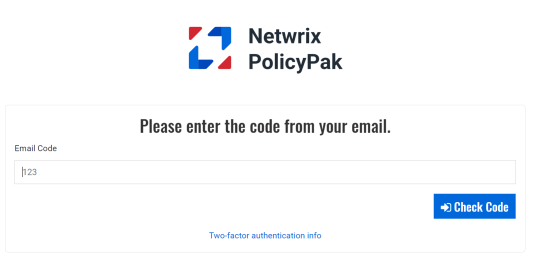 Netwrix
PolicyPak
Please enter the code from your email.
Email Code
123
Check Code
Two-factor authentication info